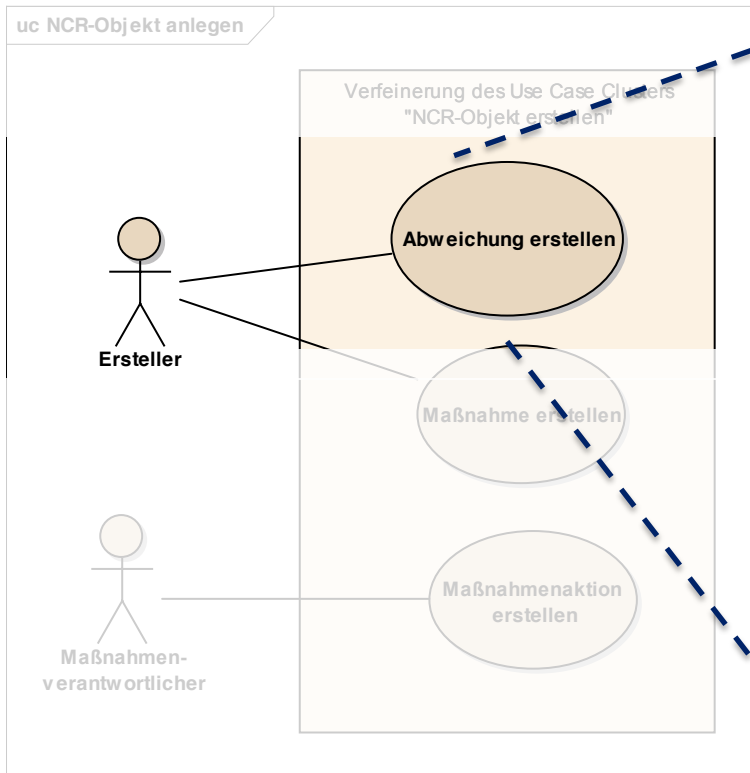 uc NCR-Objekt anlegen
Verfeinerung des Use Case Clusters
"NCR-Objekt erstellen"
Abweichung erstellen
Ersteller
Maßnahme erstellen
Maßnahmenaktion
erstellen
Maßnahmen-
verantwortlicher